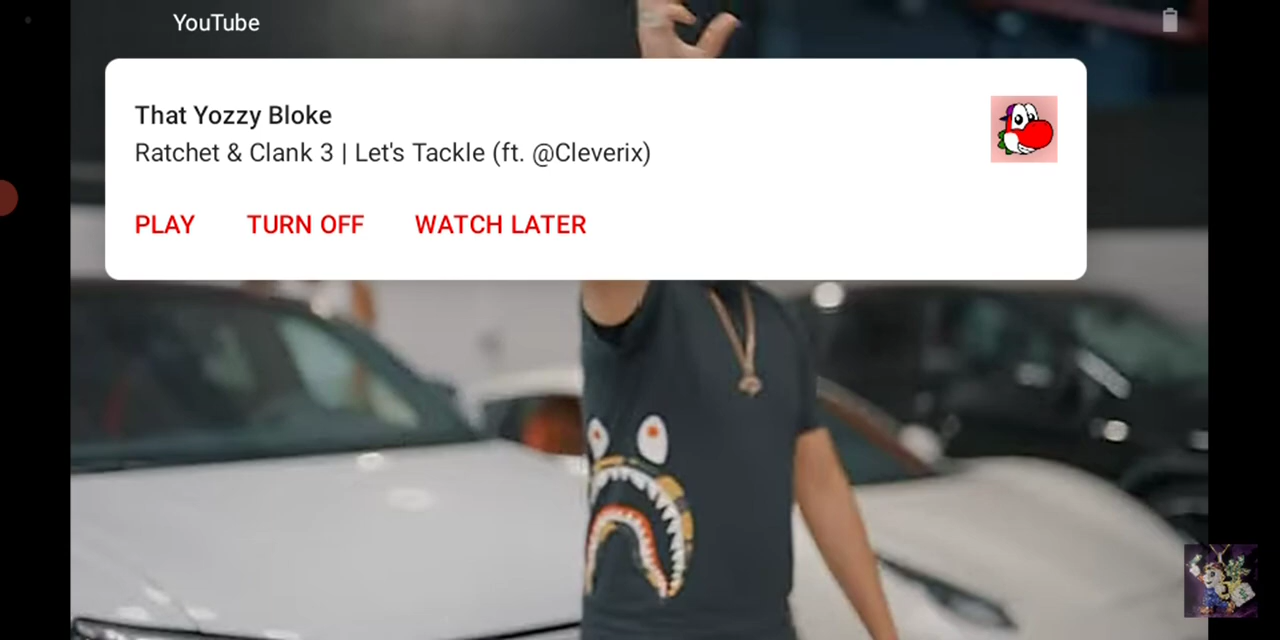 YouTube
That Yozzy Bloke
Ratchet & Clank 3 | Let's Tackle (ft. @Cleverix)
PLAY TURN OFF WATCH LATER